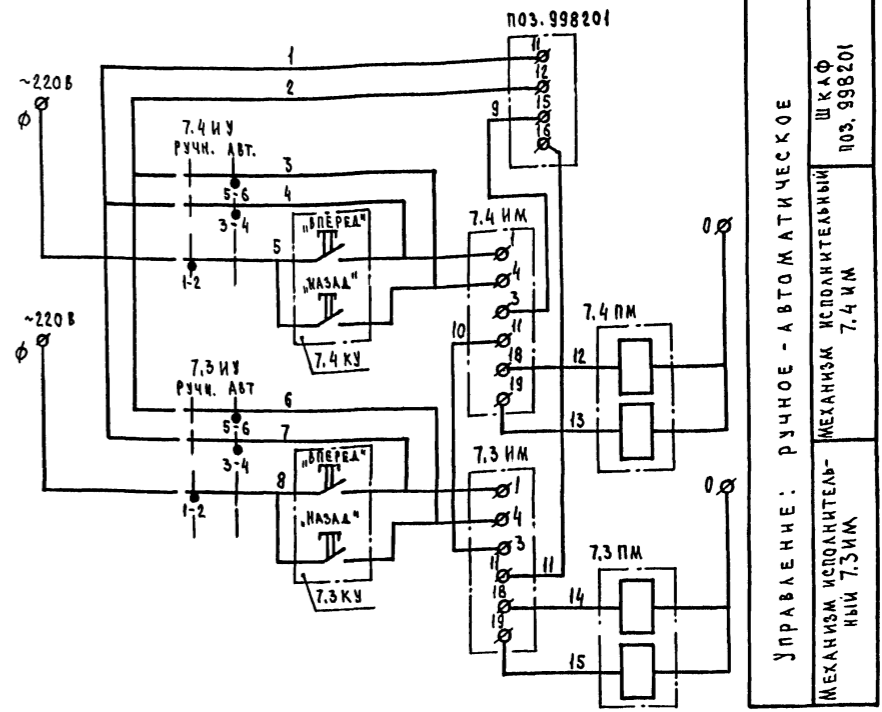 ПОЗ. 998201
11
12
15
16
1
2
9
~220 В
Ф
7.4 ИУ
РУЧН. АВТ.
3
5-6
4
3-4
1-2
5
„ВПЕРЕД"
„НАЗАД"
7.4 КУ
7.4 ИМ
1
4
3
11
18
19
10
12
13
7.4 ПМ
0
~220 В
Ф
7.3 ИУ
РУЧН. АВТ
6
5-6
7
3-4
1-2
8
„ВПЕРЕД"
„НАЗАД"
7.3 КУ
7.3 ИМ
1
4
3
11
18
19
11
14
15
7.3 ПМ
0
УПРАВЛЕНИЕ: РУЧНОЕ - АВТОМАТИЧЕСКОЕ
ШКАФ
ПОЗ. 998201
МЕХАНИЗМ ИСПОЛНИТЕЛЬНЫЙ
7.4 ИМ
МЕХАНИЗМ ИСПОЛНИТЕЛЬ-
НЫЙ 7.3 ИМ